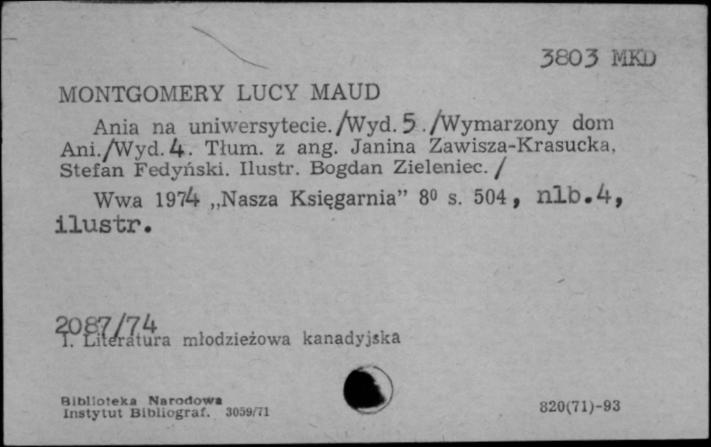 3803 MKD
MONTGOMERY LUCY MAUD
Ania na uniwersytecie./Wyd. 5 ./Wymarzony dom
Ani./Wyd. 4. Tłum. z ang. Janina Zawisza-Krasucka,
Stefan Fedyński. Ilustr. Bogdan Zieleniec. /
Wwa 1974 „Nasza Księgarnia” 8⁰ s. 504, nlb.4,
ilustr.
2087/74
I. Literatura młodzieżowa kanadyjska
Biblioteka Narodowa
Instytut Bibliograf. 3059/71
820(71)-93